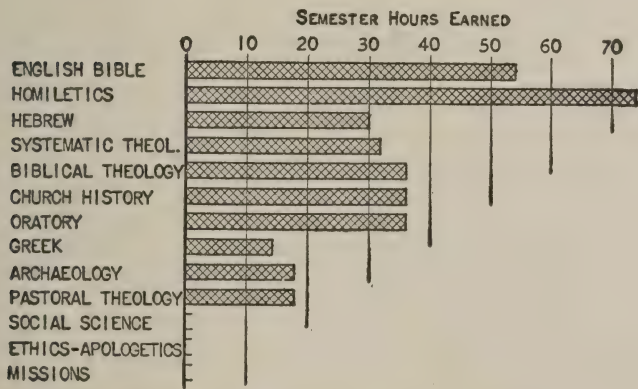 SEMESTER HOURS EARNED
0 10 20 30 40 50 60 70
ENGLISH BIBLE
HOMILETICS
HEBREW
SYSTEMATIC THEOL.
BIBLICAL THEOLOGY
CHURCH HISTORY
ORATORY
GREEK
ARCHAEOLOGY
PASTORAL THEOLOGY
SOCIAL SCIENCE
ETHICS-APOLOGETICS
MISSIONS